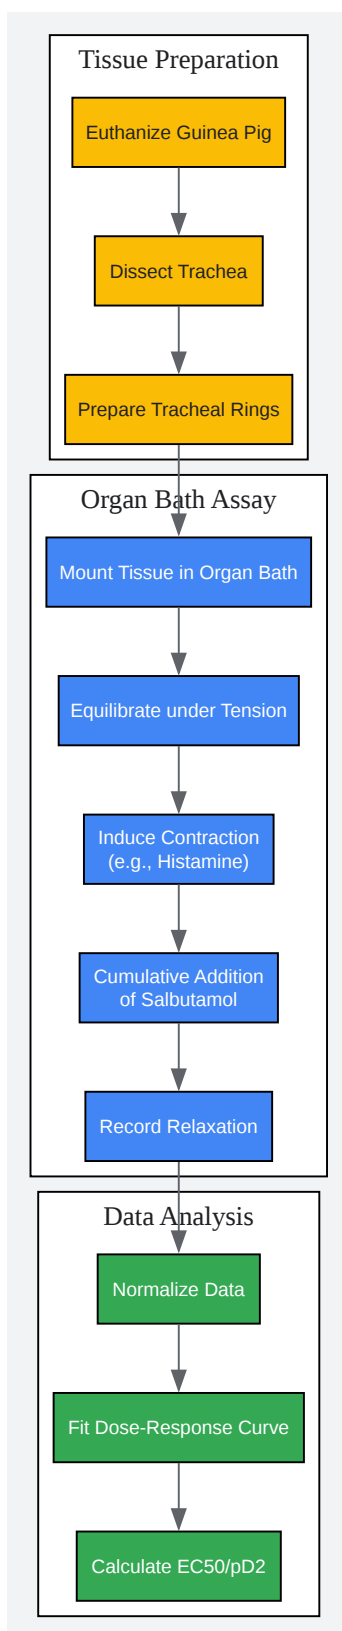 Tissue Preparation
Euthanize Guinea Pig
Dissect Trachea
Prepare Tracheal Rings
Organ Bath Assay
Mount Tissue in Organ Bath
Equilibrate under Tension
Induce Contraction
(e.g., Histamine)
Cumulative Addition
of Salbutamol
Record Relaxation
Data Analysis
Normalize Data
Fit Dose-Response Curve
Calculate EC50/pD2